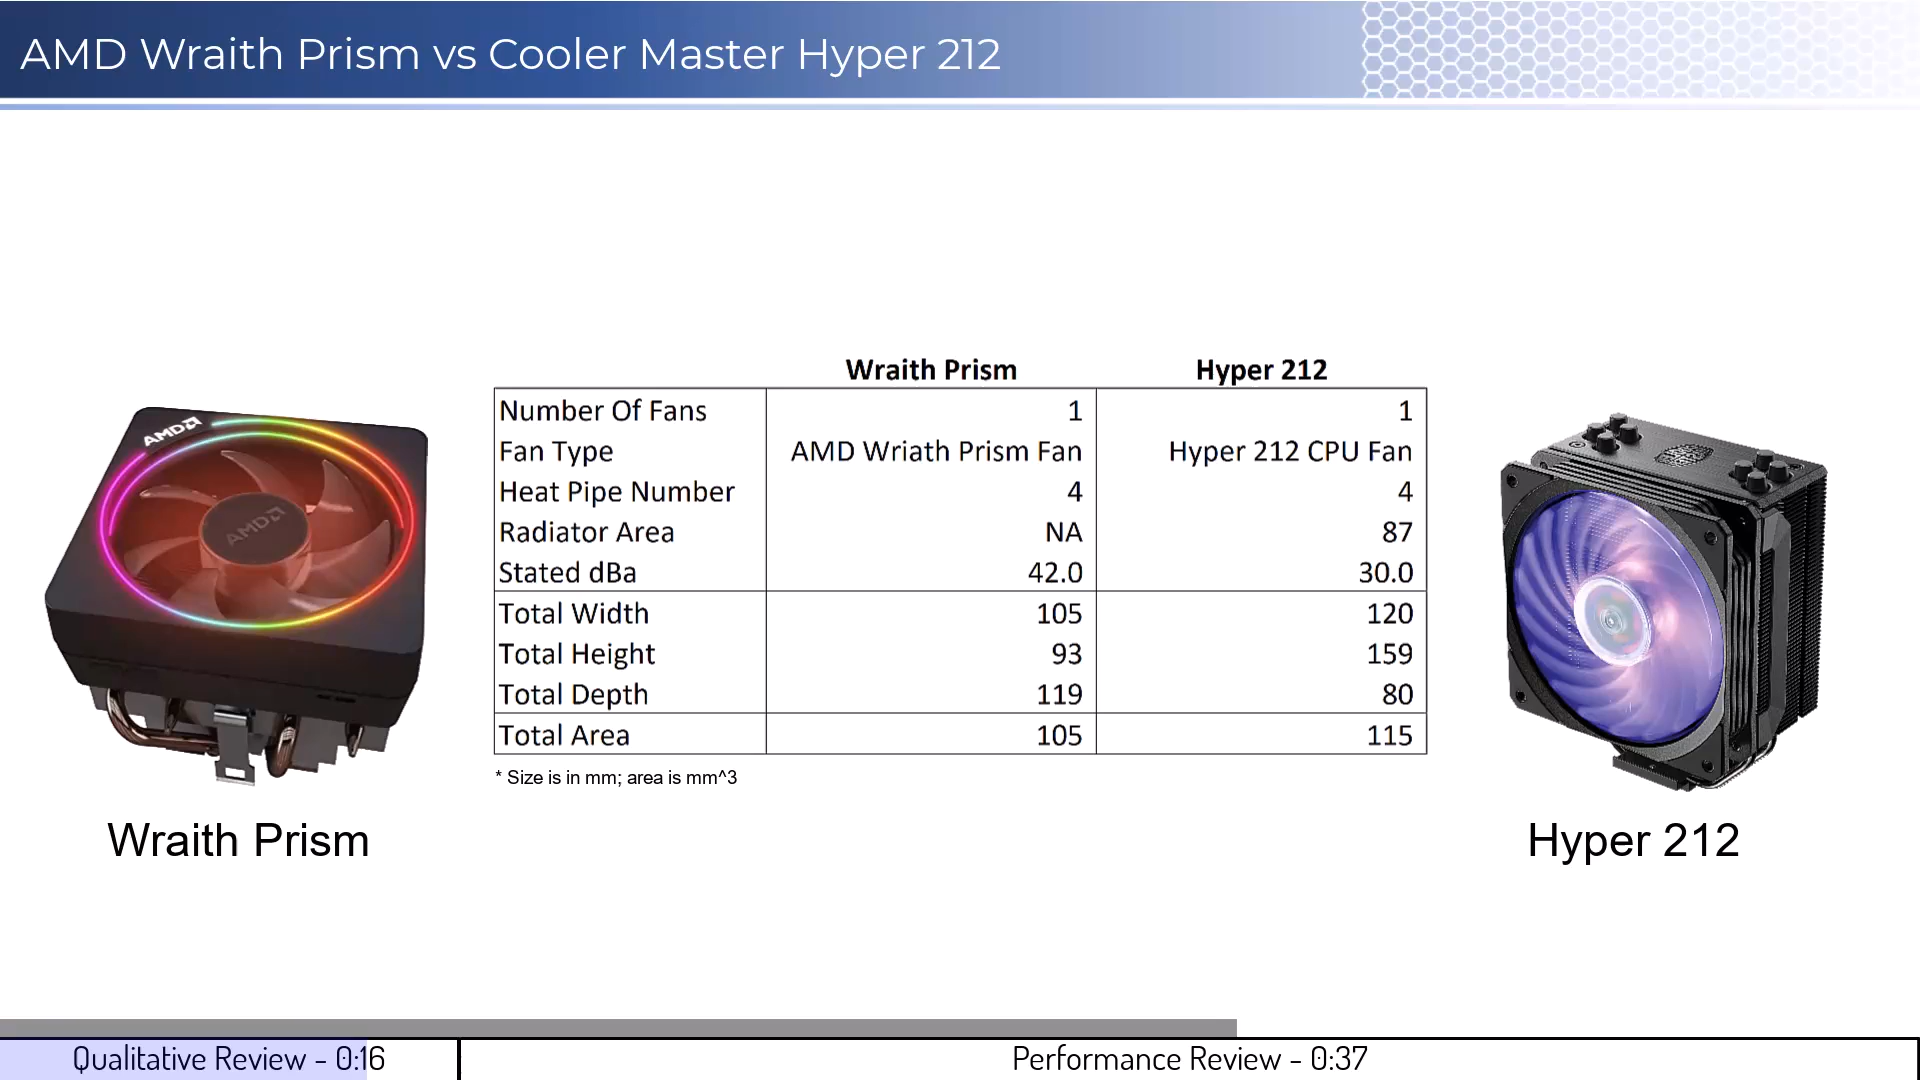 AMD Wraith Prism vs Cooler Master Hyper 212
Wraith Prism Hyper 212
Number Of Fans 1 1
Fan Type AMD Wriath Prism Fan Hyper 212 CPU Fan
Heat Pipe Number 4 4
Radiator Area NA 87
Stated dBa 42.0 30.0
Total Width 105 120
Total Height 93 159
Total Depth 119 80
Total Area 105 115
* Size is in mm; area is mm^3
AMD
AMD
Wraith Prism
Hyper 212
Qualitative Review - 0:16
Performance Review - 0:37